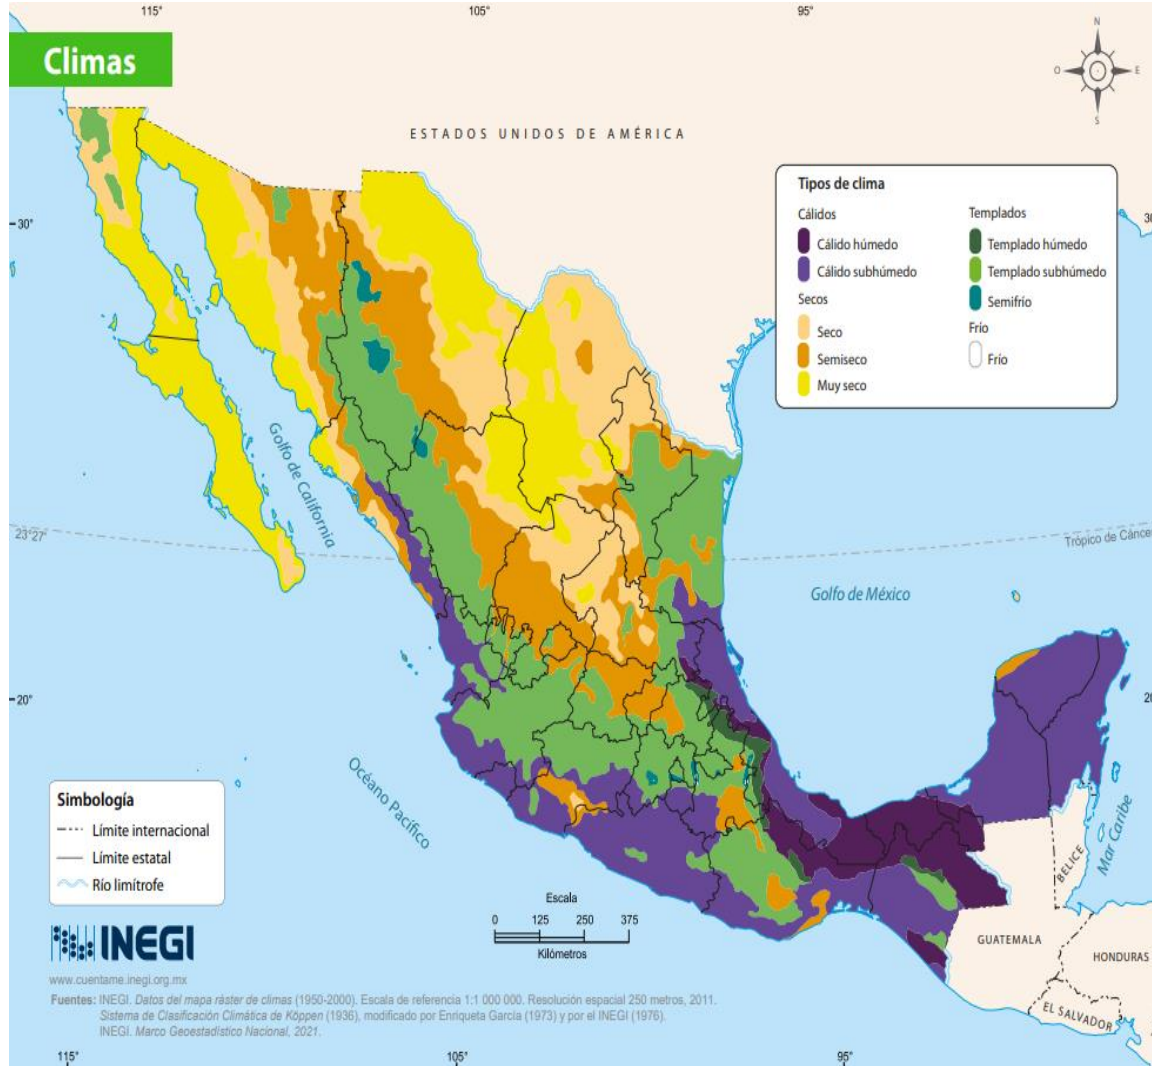 115°
105°
95°
Climas
N
O
E
S
ESTADOS UNIDOS DE AMÉRICA
Tipos de clima
Cálidos
Cálido húmedo
Cálido subhúmedo
Secos
Seco
Semiseco
Muy seco
Templados
Templado húmedo
Templado subhúmedo
Semifrío
Frío
Frío
30°
30
Golfo de California
23°27'
Trópico de Cáncer
Golfo de México
20°
20
Océano Pacífico
Mar Caribe
BELICE
GUATEMALA
HONDURAS
EL SALVADOR
Simbología
Límite internacional
Límite estatal
Río limítrofe
Escala
0 125 250 375
Kilómetros
INEGI
www.cuentame.inegi.org.mx
Fuentes: INEGI. Datos del mapa ráster de climas (1950-2000). Escala de referencia 1:1 000 000. Resolución espacial 250 metros, 2011.
Sistema de Clasificación Climática de Köppen (1936), modificado por Enriqueta García (1973) y por el INEGI (1976).
INEGI. Marco Geoestadístico Nacional, 2021.
115°
105°
95°